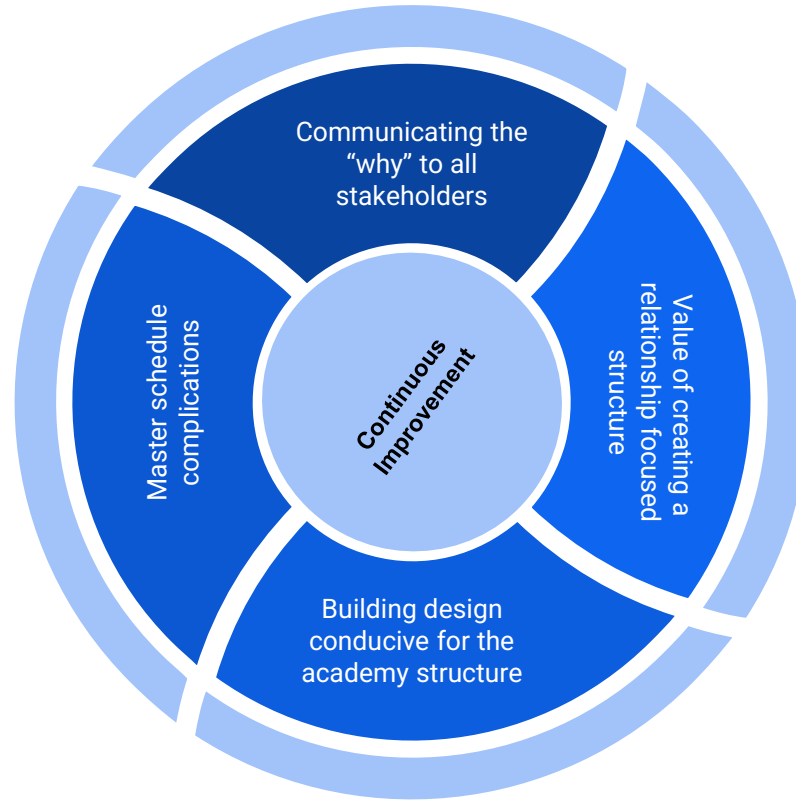 Communicating the
“why” to all
stakeholders
Value of creating a
relationship focused
structure
Building design
conducive for the
academy structure
Master schedule
complications
Continuous
Improvement